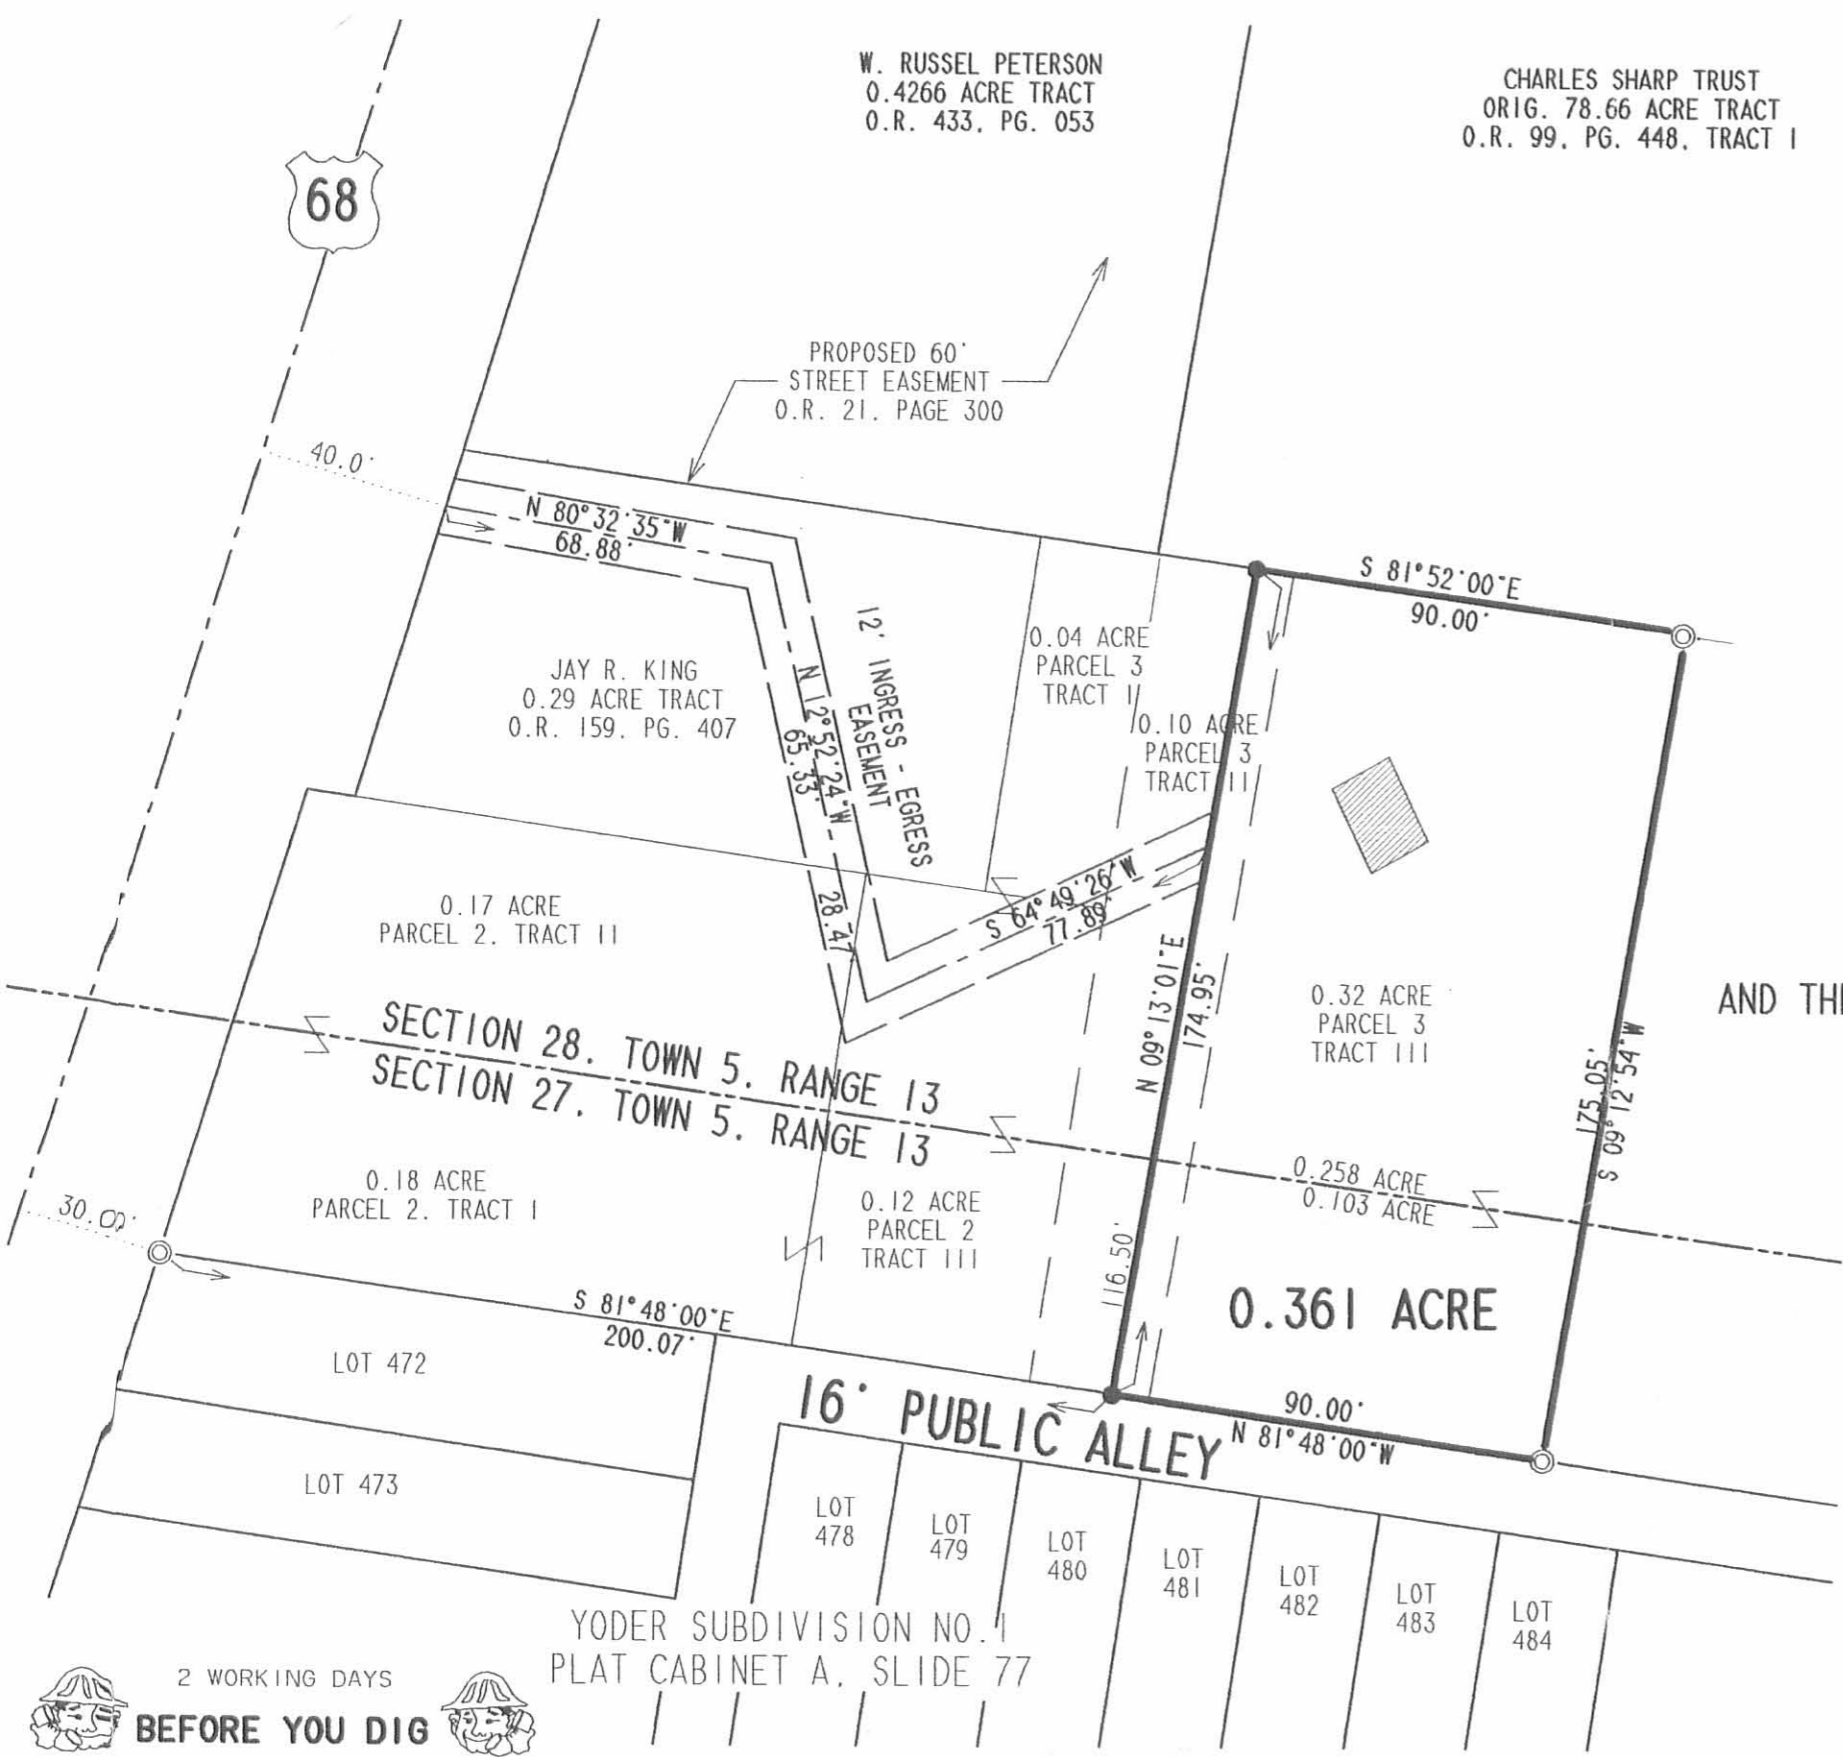 W. RUSSEL PETERSON
0.4266 ACRE TRACT
O.R. 433. PG. 053
CHARLES SHARP TRUST
ORIG. 78.66 ACRE TRACT
O.R. 99. PG. 448. TRACT I
68
PROPOSED 60'
STREET EASEMENT
O.R. 21. PAGE 300
40.0'
N 80°32'35"W
68.88'
S 81°52'00"E
90.00'
12' INGRESS - EGRESS
EASEMENT
N 12°52'24"W
65.33'
28.47
JAY R. KING
0.29 ACRE TRACT
O.R. 159. PG. 407
0.04 ACRE
PARCEL 3
TRACT I
0.10 ACRE
PARCEL 3
TRACT II
S 64°49'26"W
77.89'
0.17 ACRE
PARCEL 2. TRACT II
N 09°13'01"E
174.95'
0.32 ACRE
PARCEL 3
TRACT III
175.05'
S 09°12'54"W
AND TH
SECTION 28. TOWN 5. RANGE 13
SECTION 27. TOWN 5. RANGE 13
0.258 ACRE
0.103 ACRE
0.18 ACRE
PARCEL 2. TRACT I
0.12 ACRE
PARCEL 2
TRACT III
30.00'
116.50'
0.361 ACRE
S 81°48'00"E
200.07'
LOT 472
16' PUBLIC ALLEY
90.00'
N 81°48'00"W
LOT 473
LOT
478
LOT
479
LOT
480
LOT
481
LOT
482
LOT
483
LOT
484
YODER SUBDIVISION NO. 1
PLAT CABINET A. SLIDE 77
2 WORKING DAYS
BEFORE YOU DIG